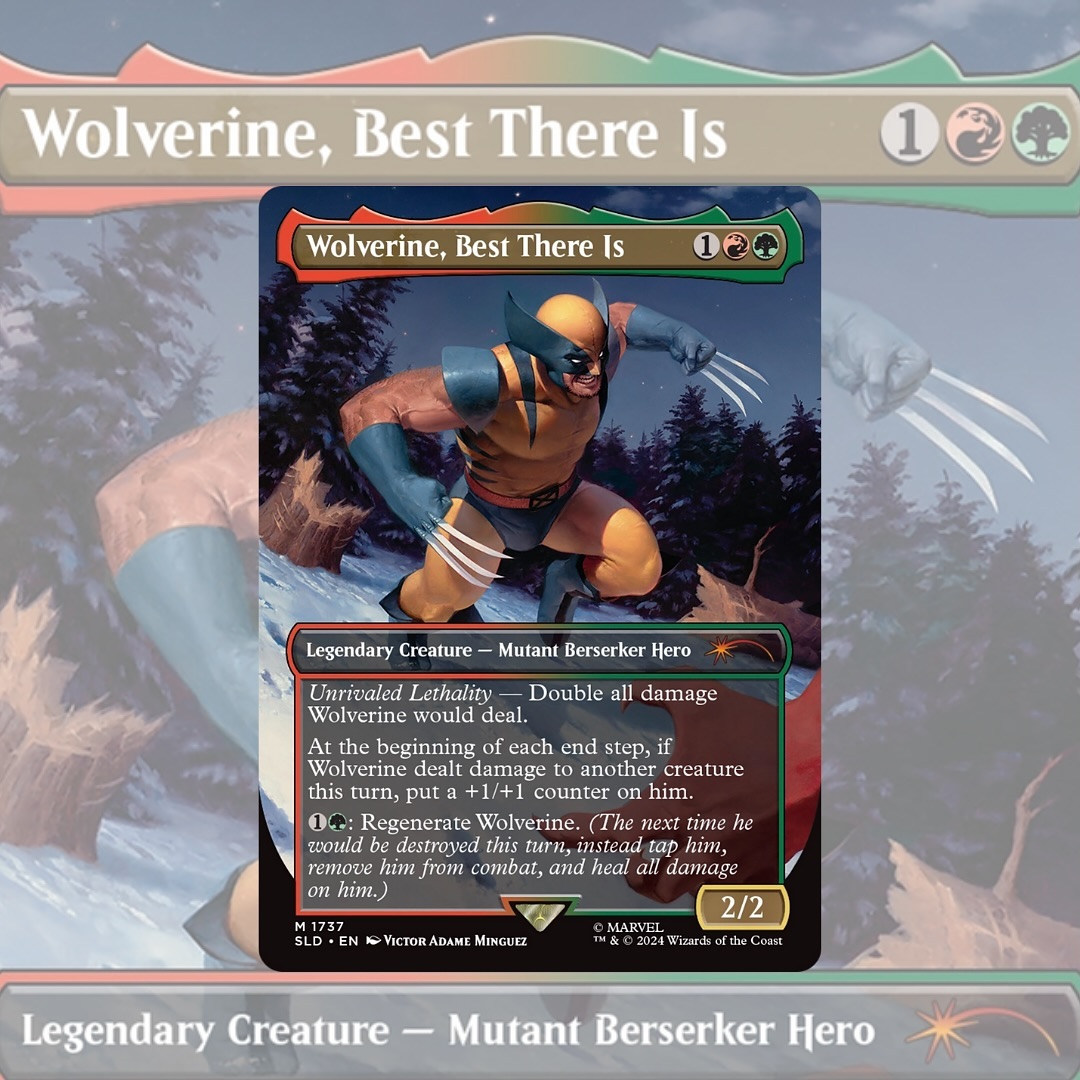 Wolverine, Best There Is 1
Wolverine, Best There Is 1
Legendary Creature — Mutant Berserker Hero
Unrivaled Lethality — Double all damage
Wolverine would deal.
At the beginning of each end step, if
Wolverine dealt damage to another creature
this turn, put a +1/+1 counter on him.
1: Regenerate Wolverine. (The next time he
would be destroyed this turn, instead tap him,
remove him from combat, and heal all damage
on him.)
2/2
M 1737
SLD • EN Victor Adame Minguez
© MARVEL
™ & © 2024 Wizards of the Coast
Legendary Creature — Mutant Berserker Hero